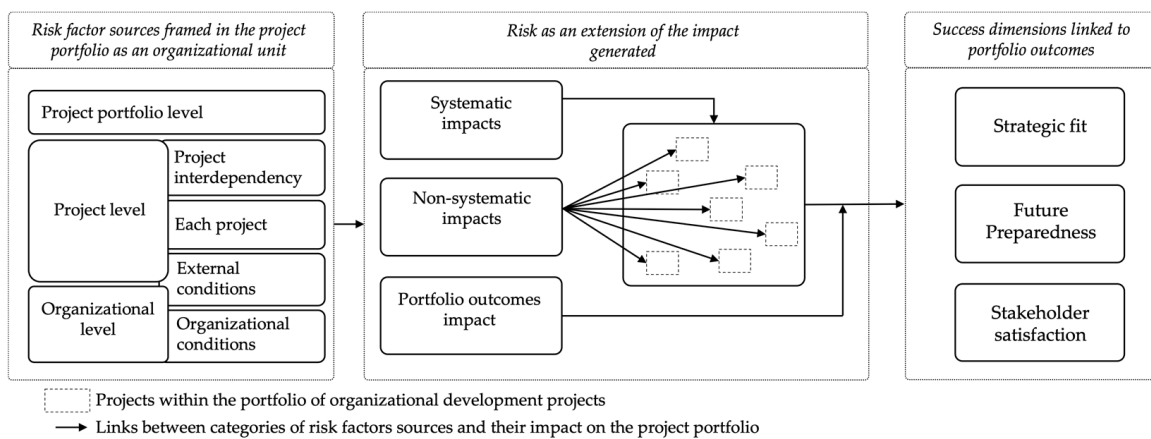 Risk factor sources framed in the project
portfolio as an organizational unit
Project portfolio level
Project level
Project
interdependency
Each project
External
conditions
Organizational
level
Organizational
conditions
Risk as an extension of the impact
generated
Systematic
impacts
Non-systematic
impacts
Portfolio outcomes
impact
Success dimensions linked to
portfolio outcomes
Strategic fit
Future
Preparedness
Stakeholder
satisfaction
Projects within the portfolio of organizational development projects
Links between categories of risk factors sources and their impact on the project portfolio